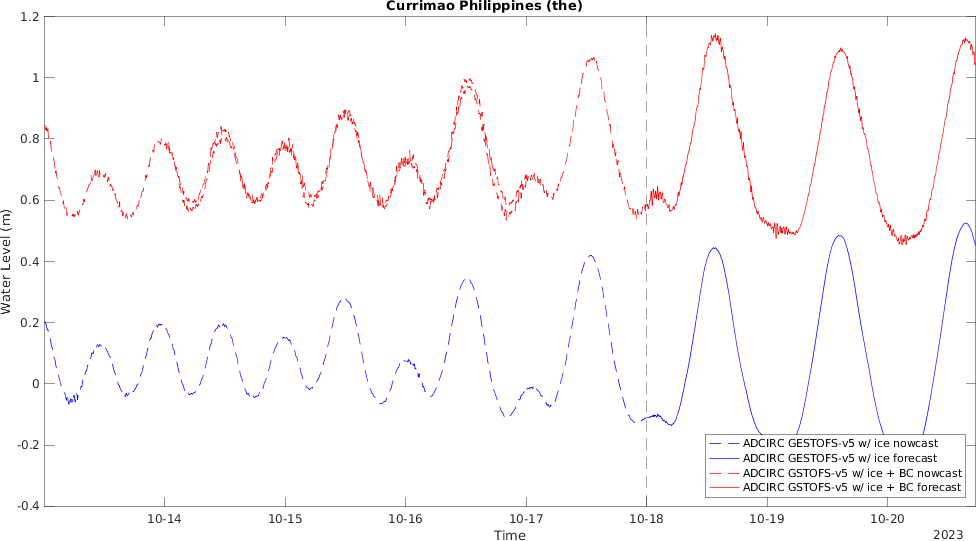 Currimao Philippines (the)
Water Level (m)
1.2
1
0.8
0.6
0.4
0.2
0
-0.2
-0.4
ADCIRC GESTOFS-v5 w/ ice nowcast
ADCIRC GESTOFS-v5 w/ ice forecast
ADCIRC GSTOFS-v5 w/ ice + BC nowcast
ADCIRC GSTOFS-v5 w/ ice + BC forecast
10-14 10-15 10-16 10-17 10-18 10-19 10-20
Time
2023